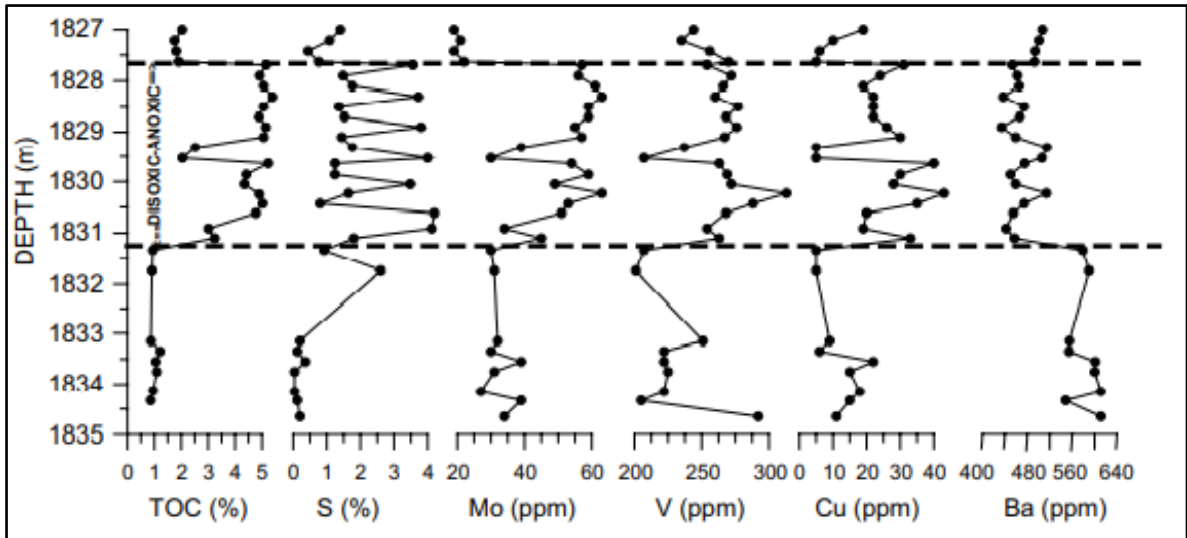 1827
1828
1829
1830
1831
1832
1833
1834
1835
DEPTH (m)
DIISOXIC-ANOXIC
0 1 2 3 4 5
TOC (%)
0 1 2 3 4
S (%)
20 40 60
Mo (ppm)
200 250 300
V (ppm)
0 10 20 30 40
Cu (ppm)
400 480 560 640
Ba (ppm)